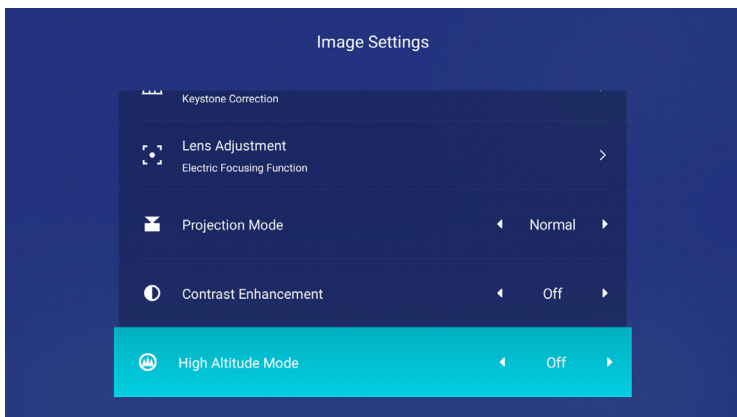 Image Settings
Keystone Correction
Lens Adjustment
Electric Focusing Function
Projection Mode
Normal
Contrast Enhancement
Off
High Altitude Mode
Off